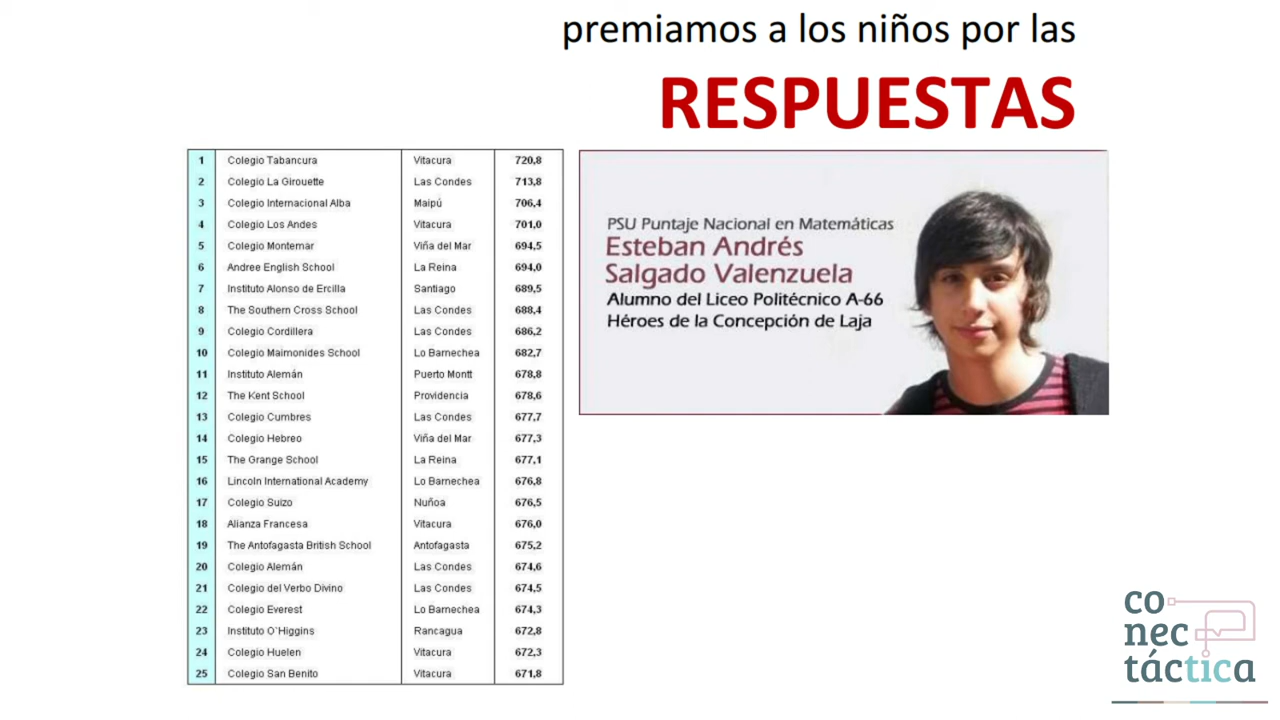 premiamos a los niños por las
RESPUESTAS
1 Colegio Tabancura Vitacura 720,8
2 Colegio La Girouette Las Condes 713,8
3 Colegio Internacional Alba Maipú 706,4
4 Colegio Los Andes Vitacura 701,0
5 Colegio Montemar Viña del Mar 694,5
6 Andree English School La Reina 694,0
7 Instituto Alonso de Ercilla Santiago 689,5
8 The Southern Cross School Las Condes 688,4
9 Colegio Cordillera Las Condes 686,2
10 Colegio Maimonides School Lo Barnechea 682,7
11 Instituto Alemán Puerto Montt 678,8
12 The Kent School Providencia 678,6
13 Colegio Cumbres Las Condes 677,7
14 Colegio Hebreo Viña del Mar 677,3
15 The Grange School La Reina 677,1
16 Lincoln International Academy Lo Barnechea 676,8
17 Colegio Suizo Nuñoa 676,5
18 Alianza Francesa Vitacura 676,0
19 The Antofagasta British School Antofagasta 675,2
20 Colegio Alemán Las Condes 674,6
21 Colegio del Verbo Divino Las Condes 674,5
22 Colegio Everest Lo Barnechea 674,3
23 Instituto O`Higgins Rancagua 672,8
24 Colegio Huelen Vitacura 672,3
25 Colegio San Benito Vitacura 671,8
PSU Puntaje Nacional en Matemáticas
Esteban Andrés
Salgado Valenzuela
Alumno del Liceo Politécnico A-66
Héroes de la Concepción de Laja
co
nec
táctica